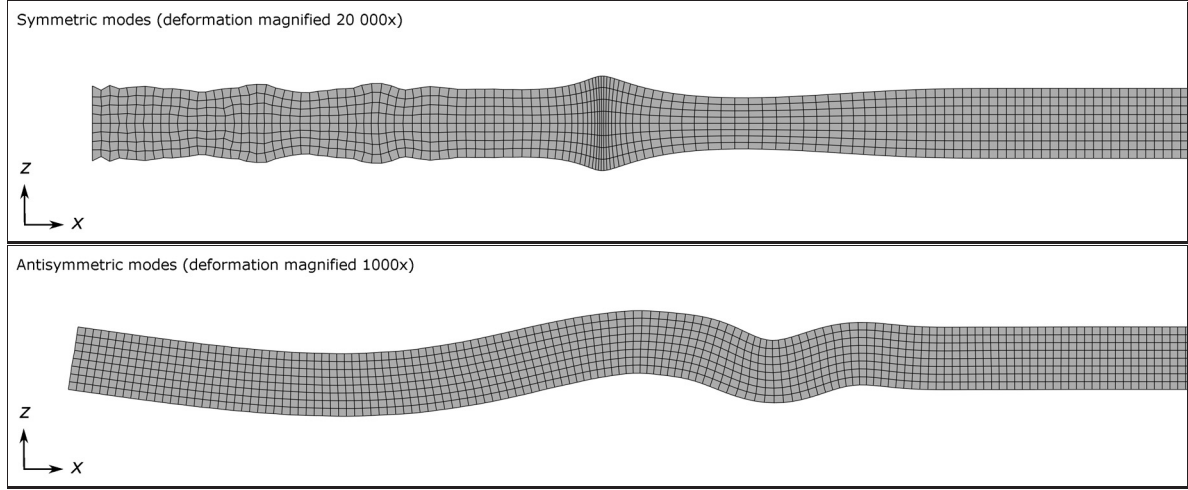 Symmetric modes (deformation magnified 20 000x)
z
x
Antisymmetric modes (deformation magnified 1000x)
z
x